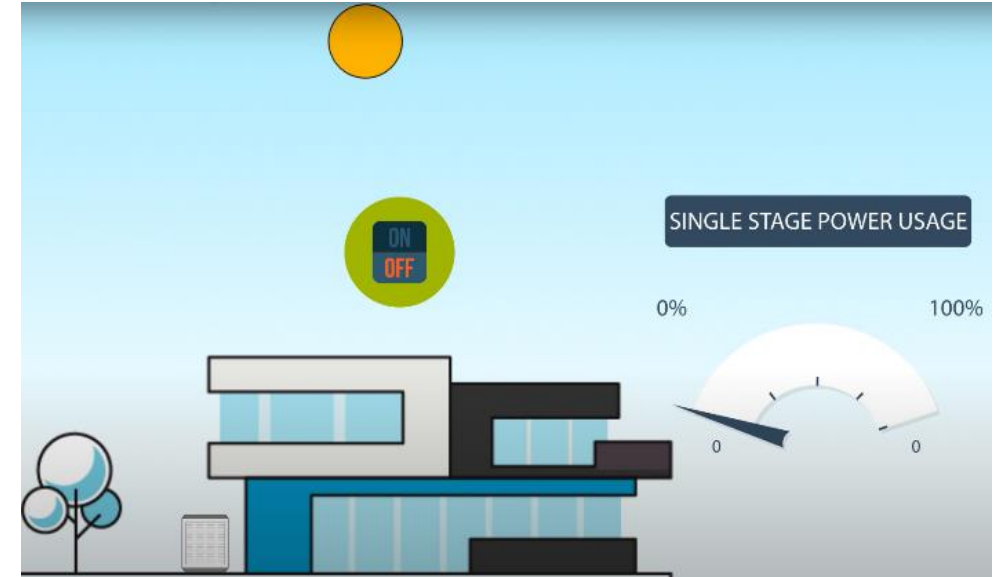 ON
OFF
SINGLE STAGE POWER USAGE
0% 100%
0 0